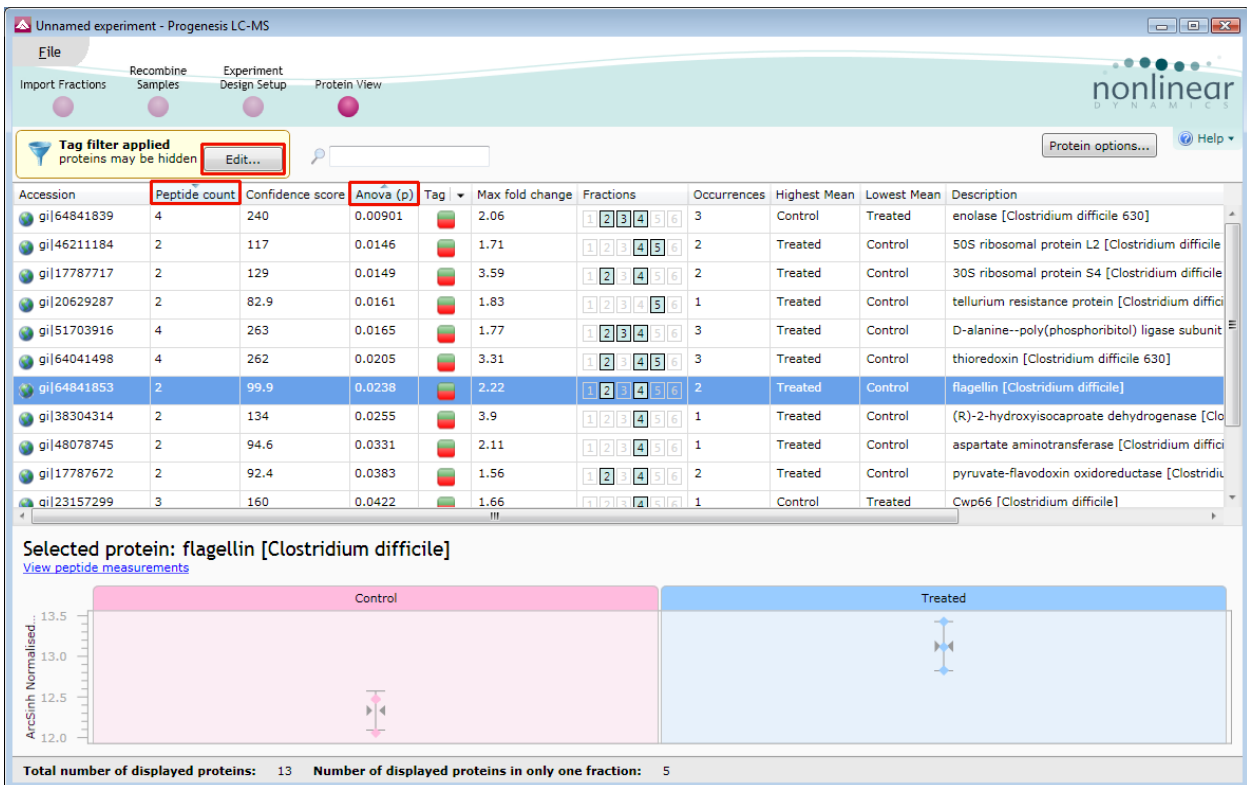 Unnamed experiment - Progenesis LC-MS
File
Import Fractions
Recombine Samples
Experiment Design Setup
Protein View
nonlinear
DYNAMICS
Tag filter applied
proteins may be hidden
Edit...
Protein options...
Help
Accession Peptide count Confidence score Anova (p) Tag Max fold change Fractions Occurrences Highest Mean Lowest Mean Description
gi|64841839 4 240 0.00901 2.06 1 2 3 4 5 6 3 Control Treated enolase [Clostridium difficile 630]
gi|46211184 2 117 0.0146 1.71 1 2 3 4 5 6 2 Treated Control 50S ribosomal protein L2 [Clostridium difficile
gi|17787717 2 129 0.0149 3.59 1 2 3 4 5 6 2 Treated Control 30S ribosomal protein S4 [Clostridium difficile
gi|20629287 2 82.9 0.0161 1.83 1 2 3 4 5 6 1 Treated Control tellurium resistance protein [Clostridium diffici
gi|51703916 4 263 0.0165 1.77 1 2 3 4 5 6 3 Treated Control D-alanine--poly(phosphoribitol) ligase subunit
gi|64041498 4 262 0.0205 3.31 1 2 3 4 5 6 3 Treated Control thioredoxin [Clostridium difficile 630]
gi|64841853 2 99.9 0.0238 2.22 1 2 3 4 5 6 2 Treated Control flagellin [Clostridium difficile]
gi|38304314 2 134 0.0255 3.9 1 2 3 4 5 6 1 Treated Control (R)-2-hydroxyisocaproate dehydrogenase [Clo
gi|48078745 2 94.6 0.0331 2.11 1 2 3 4 5 6 1 Treated Control aspartate aminotransferase [Clostridium diffici
gi|17787672 2 92.4 0.0383 1.56 1 2 3 4 5 6 2 Treated Control pyruvate-flavodoxin oxidoreductase [Clostridiu
gi|23157299 3 160 0.0422 1.66 1 2 3 4 5 6 1 Control Treated Cwp66 [Clostridium difficile]
Selected protein: flagellin [Clostridium difficile]
View peptide measurements
Control Treated
ArcSinh Normalised...
13.5
13.0
12.5
12.0
Total number of displayed proteins: 13 Number of displayed proteins in only one fraction: 5